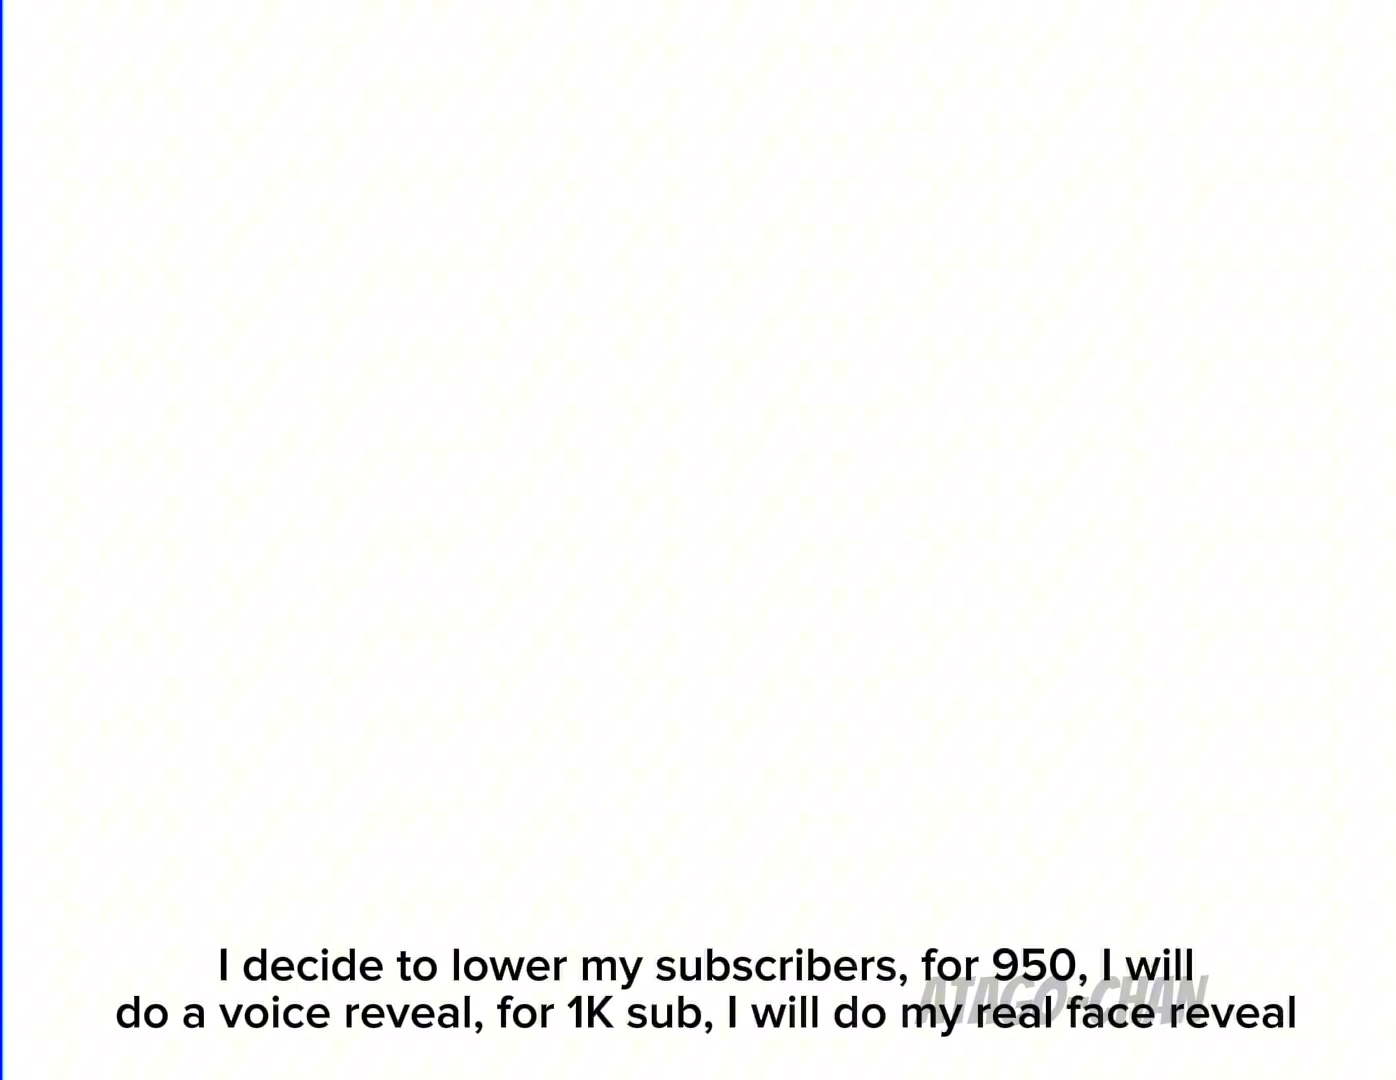 I decide to lower my subscribers, for 950, I will
do a voice reveal, for 1K sub, I will do my real face reveal
ATAGO-CHAN